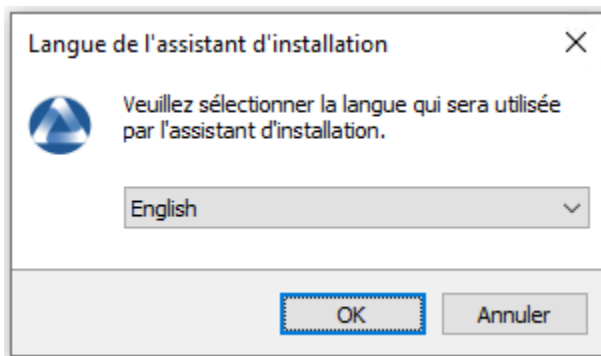 Langue de l'assistant d'installation
Veuillez sélectionner la langue qui sera utilisée
par l'assistant d'installation.
English
OK
Annuler